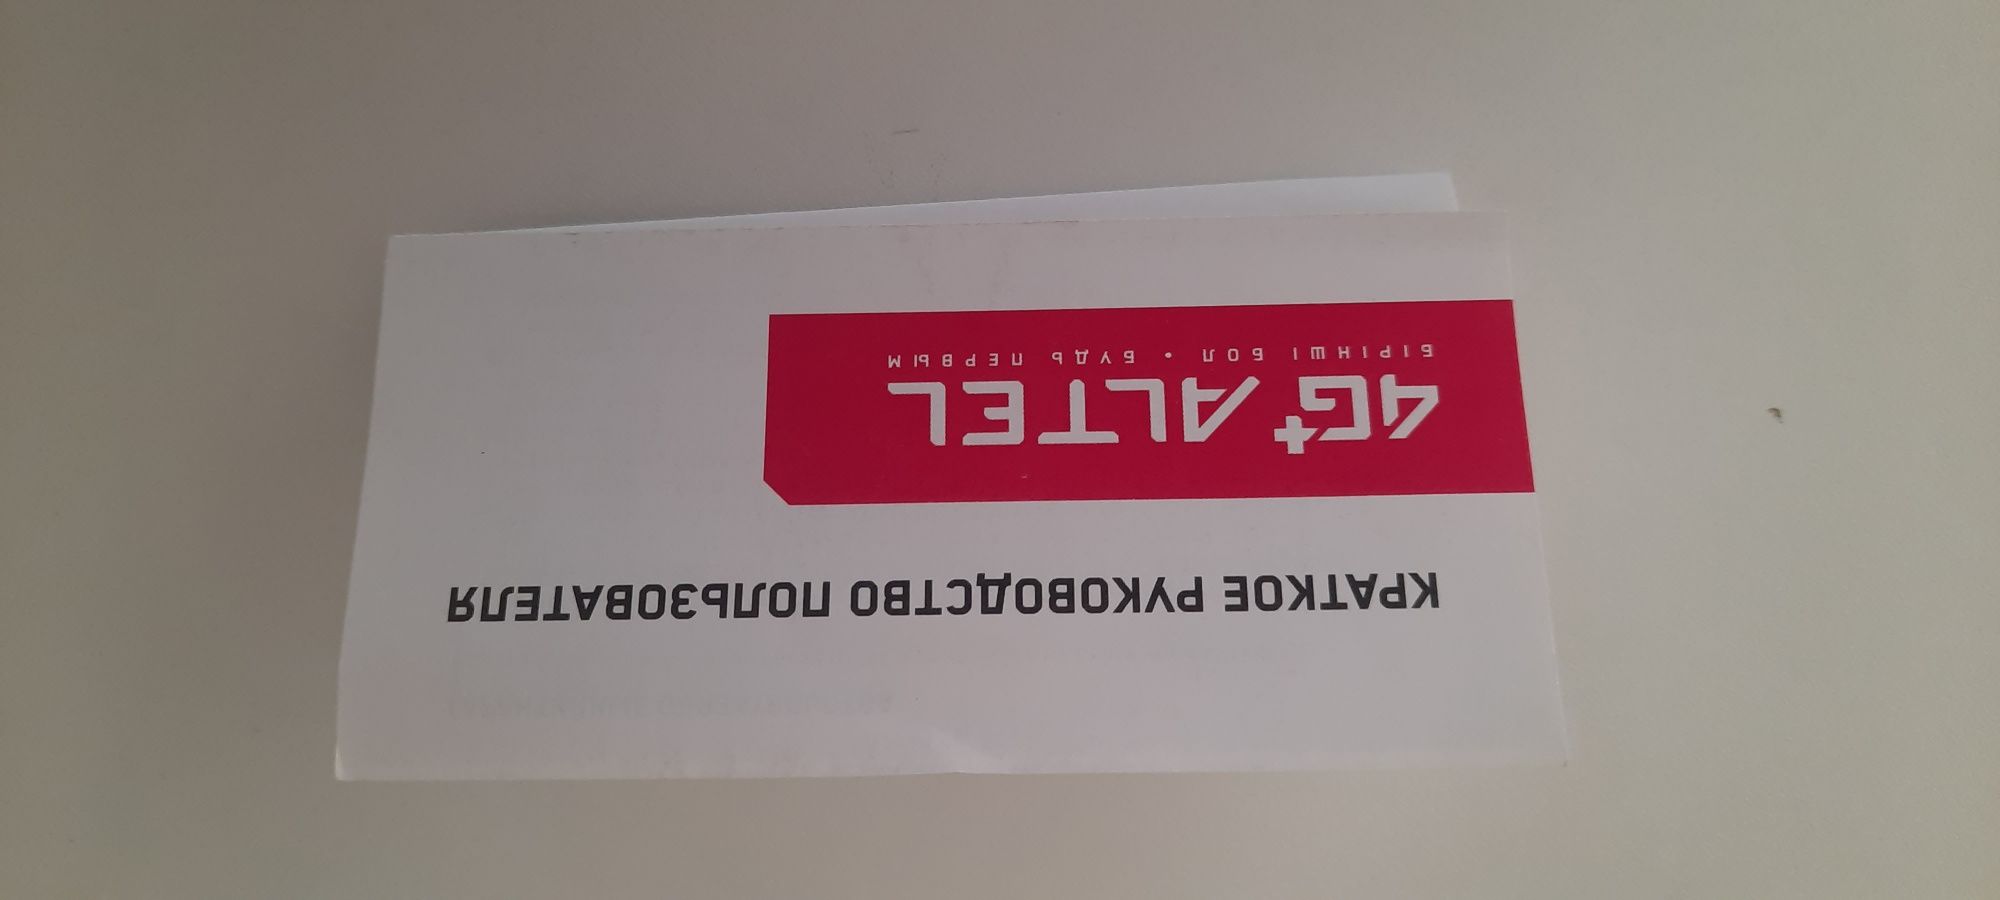 КРАТКОЕ РУКОВОДСТВО ПОЛЬЗОВАТЕЛЯ
4G+ ALTEL
БІРІНШІ БОЛ • БУДЬ ПЕРВЫМ